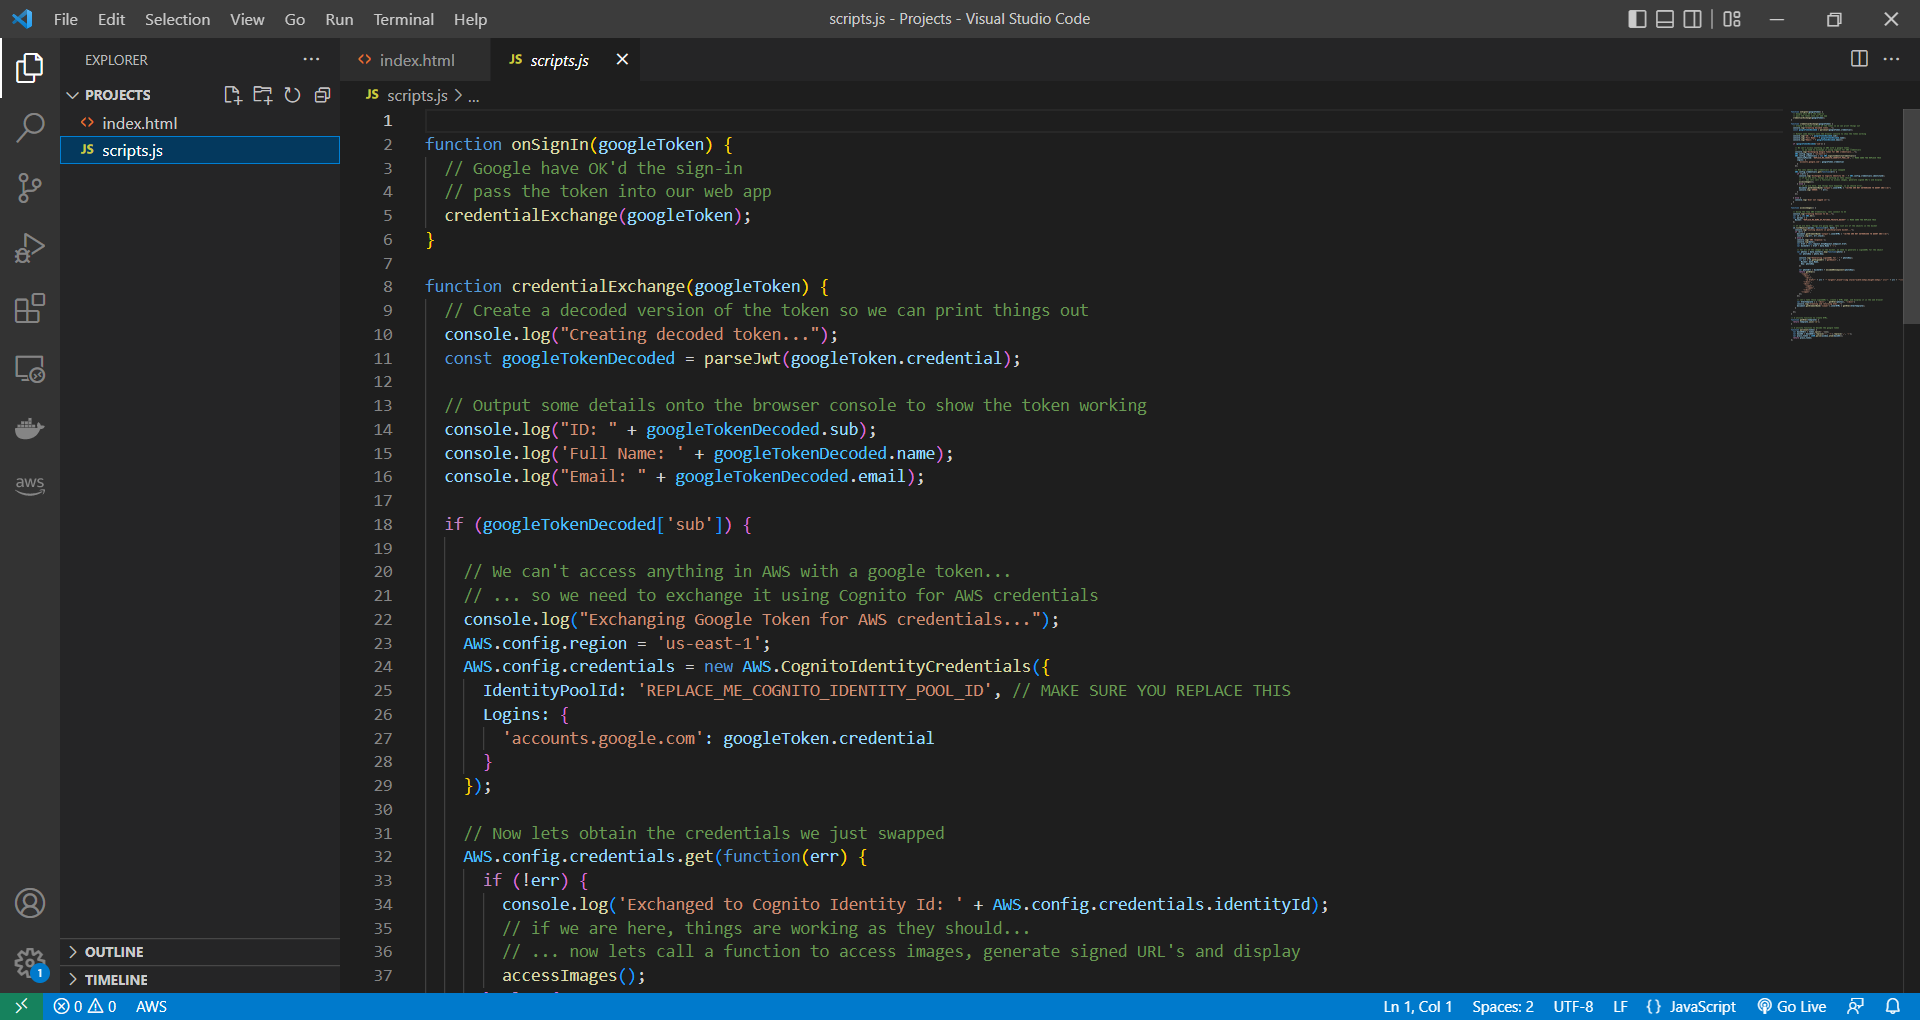 File Edit Selection View Go Run Terminal Help
scripts.js - Projects - Visual Studio Code
EXPLORER
PROJECTS
index.html
JS scripts.js
aws
OUTLINE
TIMELINE
1
index.html
JS scripts.js
JS scripts.js > ...
1
2 function onSignIn(googleToken) {
3 // Google have OK'd the sign-in
4 // pass the token into our web app
5 credentialExchange(googleToken);
6 }
7
8 function credentialExchange(googleToken) {
9 // Create a decoded version of the token so we can print things out
10 console.log("Creating decoded token...");
11 const googleTokenDecoded = parseJwt(googleToken.credential);
12
13 // Output some details onto the browser console to show the token working
14 console.log("ID: " + googleTokenDecoded.sub);
15 console.log('Full Name: ' + googleTokenDecoded.name);
16 console.log("Email: " + googleTokenDecoded.email);
17
18 if (googleTokenDecoded['sub']) {
19
20 // We can't access anything in AWS with a google token...
21 // ... so we need to exchange it using Cognito for AWS credentials
22 console.log("Exchanging Google Token for AWS credentials...");
23 AWS.config.region = 'us-east-1';
24 AWS.config.credentials = new AWS.CognitoIdentityCredentials({
25 IdentityPoolId: 'REPLACE_ME_COGNITO_IDENTITY_POOL_ID', // MAKE SURE YOU REPLACE THIS
26 Logins: {
27 'accounts.google.com': googleToken.credential
28 }
29 });
30
31 // Now lets obtain the credentials we just swapped
32 AWS.config.credentials.get(function(err) {
33 if (!err) {
34 console.log('Exchanged to Cognito Identity Id: ' + AWS.config.credentials.identityId);
35 // if we are here, things are working as they should...
36 // ... now lets call a function to access images, generate signed URL's and display
37 accessImages();
0 0 AWS
Ln 1, Col 1 Spaces: 2 UTF-8 LF {} JavaScript Go Live